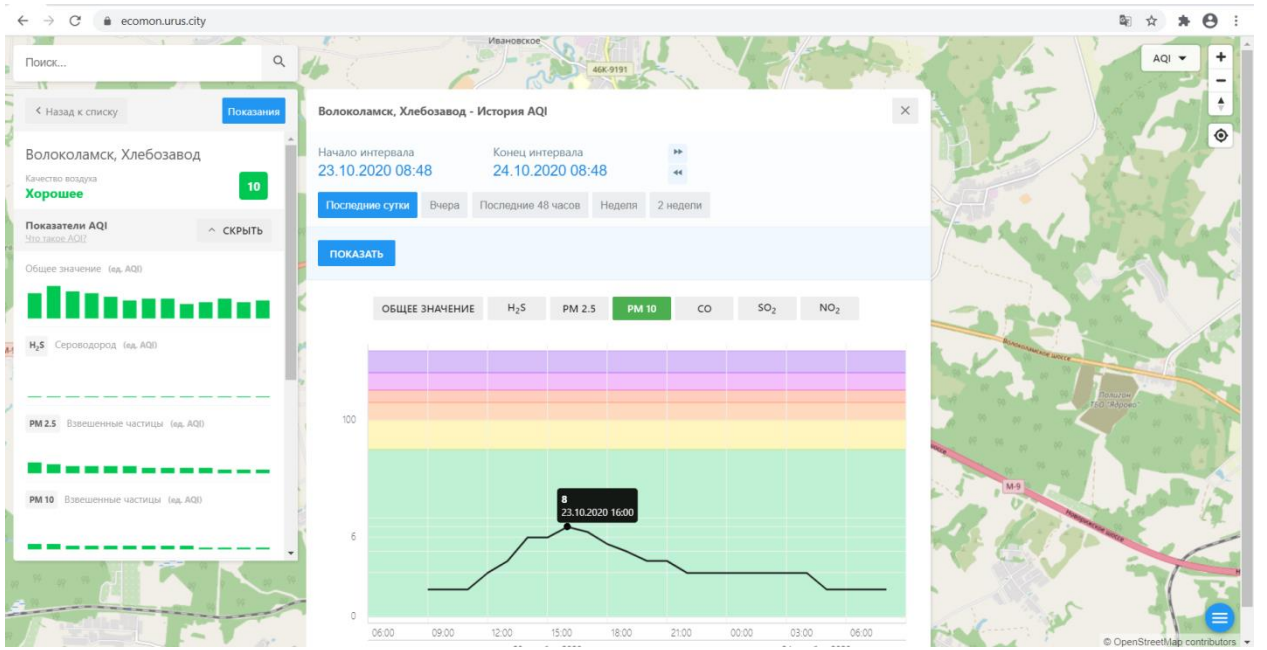 ecomon.urus.city
Поиск...
Назад к списку
Показания
Волоколамск, Хлебозавод
Качество воздуха
Хорошее
10
Показатели AQI
Что такое AQI?
СКРЫТЬ
Общее значение (ед. AQI)
H₂S Сероводород (ед. AQI)
PM 2.5 Взвешенные частицы (ед. AQI)
PM 10 Взвешенные частицы (ед. AQI)
Волоколамск, Хлебозавод - История AQI
Начало интервала
23.10.2020 08:48
Конец интервала
24.10.2020 08:48
Последние сутки
Вчера
Последние 48 часов
Неделя
2 недели
ПОКАЗАТЬ
ОБЩЕЕ ЗНАЧЕНИЕ
H₂S
PM 2.5
PM 10
CO
SO₂
NO₂
100
6
0
8
23.10.2020 16:00
06:00
09:00
12:00
15:00
18:00
21:00
00:00
03:00
06:00
Ивановское
46К-9191
AQI
Волоколамское шоссе
Полигон
ТБО "Ядрово"
М-9
Новорижское шоссе
© OpenStreetMap contributors